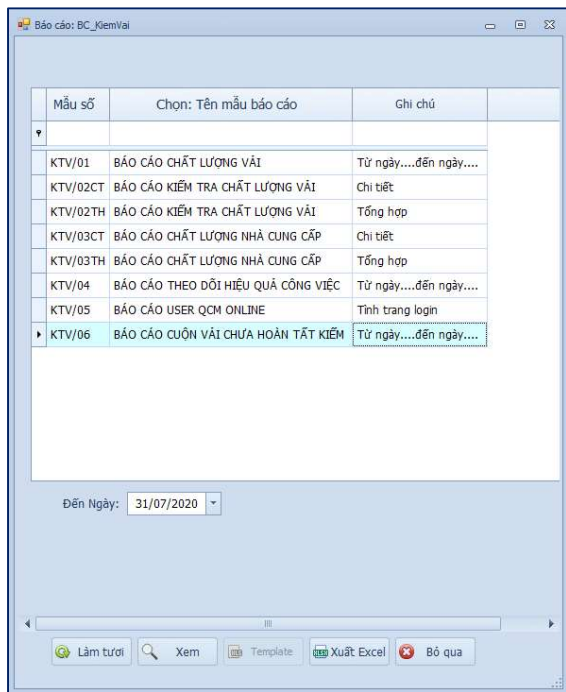 Báo cáo: BC_KiemVai
Mẫu số Chọn: Tên mẫu báo cáo Ghi chú
KTV/01 BÁO CÁO CHẤT LƯỢNG VẢI Từ ngày....đến ngày....
KTV/02CT BÁO CÁO KIỂM TRA CHẤT LƯỢNG VẢI Chi tiết
KTV/02TH BÁO CÁO KIỂM TRA CHẤT LƯỢNG VẢI Tổng hợp
KTV/03CT BÁO CÁO CHẤT LƯỢNG NHÀ CUNG CẤP Chi tiết
KTV/03TH BÁO CÁO CHẤT LƯỢNG NHÀ CUNG CẤP Tổng hợp
KTV/04 BÁO CÁO THEO DÕI HIỆU QUẢ CÔNG VIỆC Từ ngày....đến ngày....
KTV/05 BÁO CÁO USER QCM ONLINE Tình trang login
KTV/06 BÁO CÁO CUỘN VẢI CHƯA HOÀN TẤT KIỂM Từ ngày....đến ngày....
Đến Ngày: 31/07/2020
Làm tươi Xem Template Xuất Excel Bỏ qua